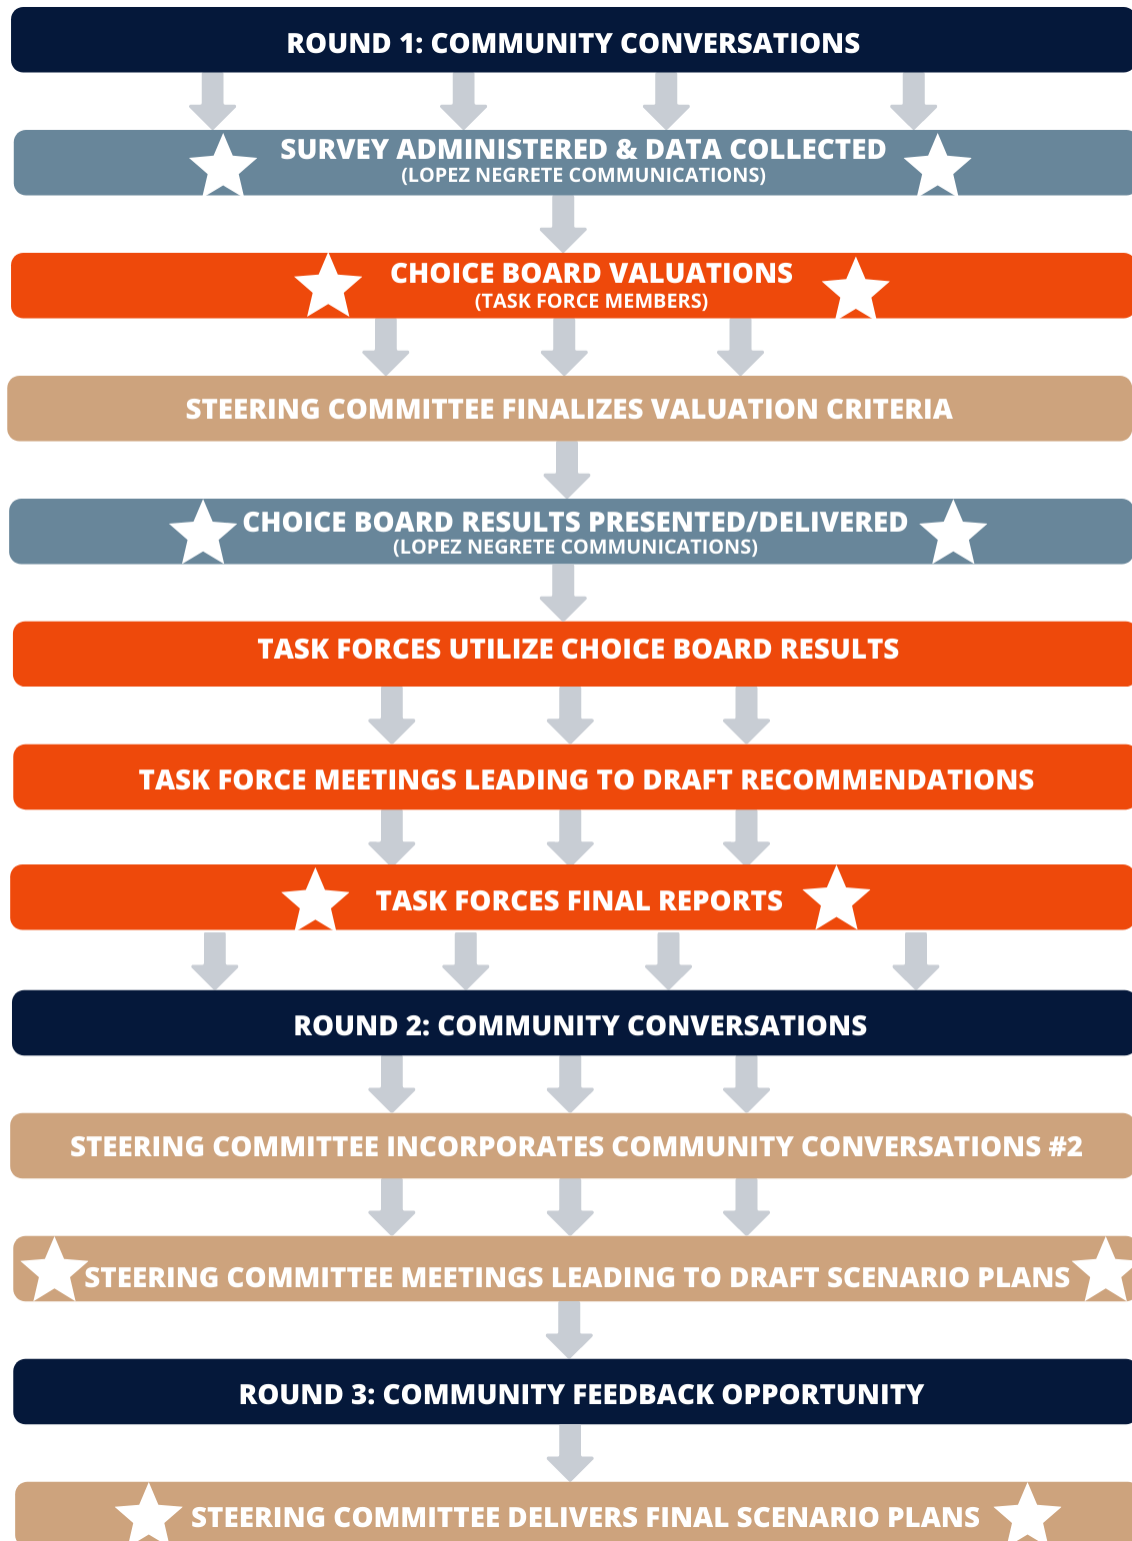 ROUND 1: COMMUNITY CONVERSATIONS
SURVEY ADMINISTERED & DATA COLLECTED
(LOPEZ NEGRETE COMMUNICATIONS)
CHOICE BOARD VALUATIONS
(TASK FORCE MEMBERS)
STEERING COMMITTEE FINALIZES VALUATION CRITERIA
CHOICE BOARD RESULTS PRESENTED/DELIVERED
(LOPEZ NEGRETE COMMUNICATIONS)
TASK FORCES UTILIZE CHOICE BOARD RESULTS
TASK FORCE MEETINGS LEADING TO DRAFT RECOMMENDATIONS
TASK FORCES FINAL REPORTS
ROUND 2: COMMUNITY CONVERSATIONS
STEERING COMMITTEE INCORPORATES COMMUNITY CONVERSATIONS #2
STEERING COMMITTEE MEETINGS LEADING TO DRAFT SCENARIO PLANS
ROUND 3: COMMUNITY FEEDBACK OPPORTUNITY
STEERING COMMITTEE DELIVERS FINAL SCENARIO PLANS